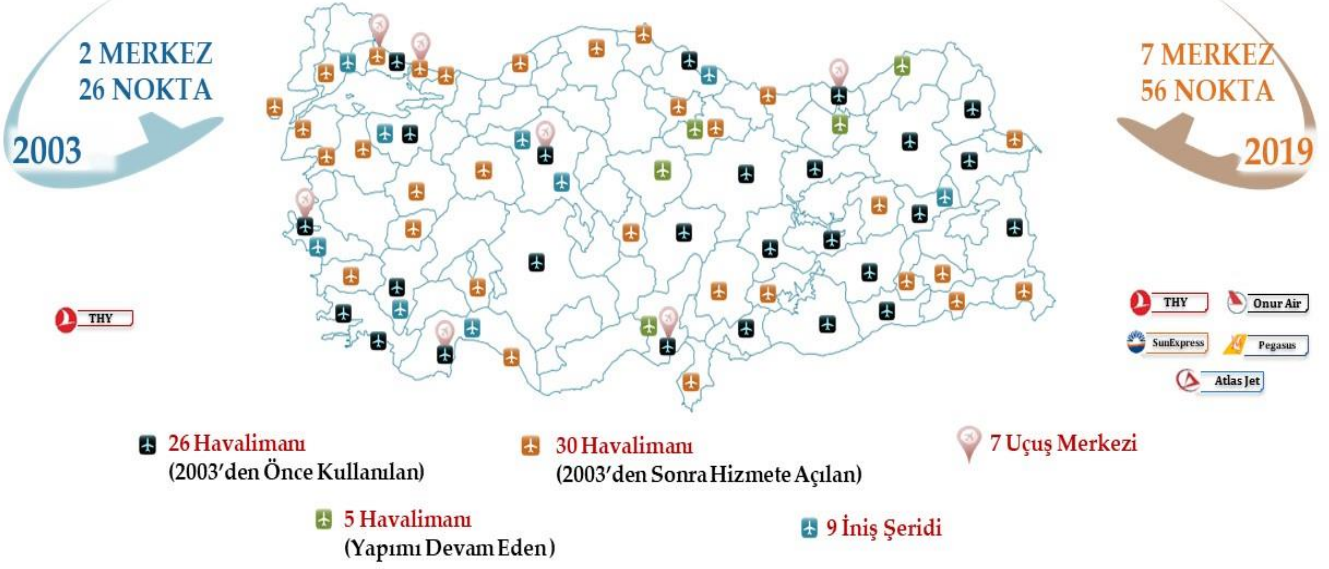 2 MERKEZ
26 NOKTA
2003
7 MERKEZ
56 NOKTA
2019
THY
THY
Onur Air
SunExpress
Pegasus
Atlas Jet
26 Havalimanı
(2003'den Önce Kullanılan)
30 Havalimanı
(2003'den Sonra Hizmete Açılan)
7 Uçuş Merkezi
5 Havalimanı
(Yapımı Devam Eden)
9 İniş Şeridi